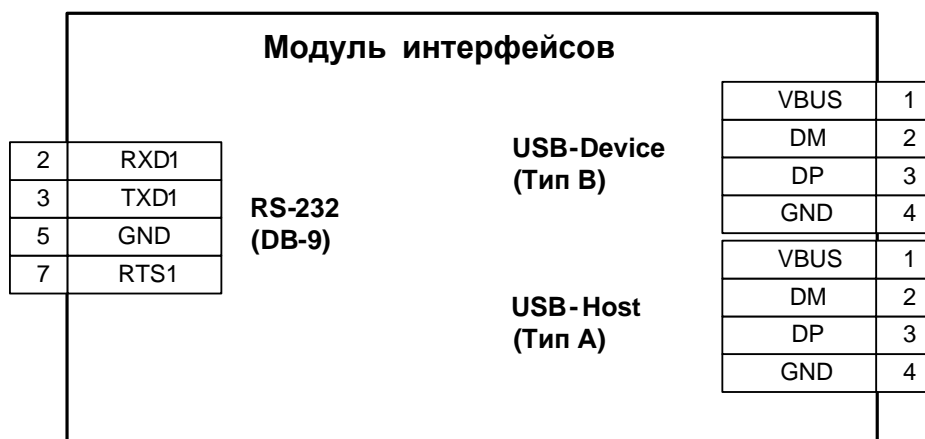 Модуль интерфейсов
2 RXD1
3 TXD1
5 GND
7 RTS1
RS-232
(DB-9)
USB-Device
(Тип B)
VBUS 1
DM 2
DP 3
GND 4
USB-Host
(Тип A)
VBUS 1
DM 2
DP 3
GND 4